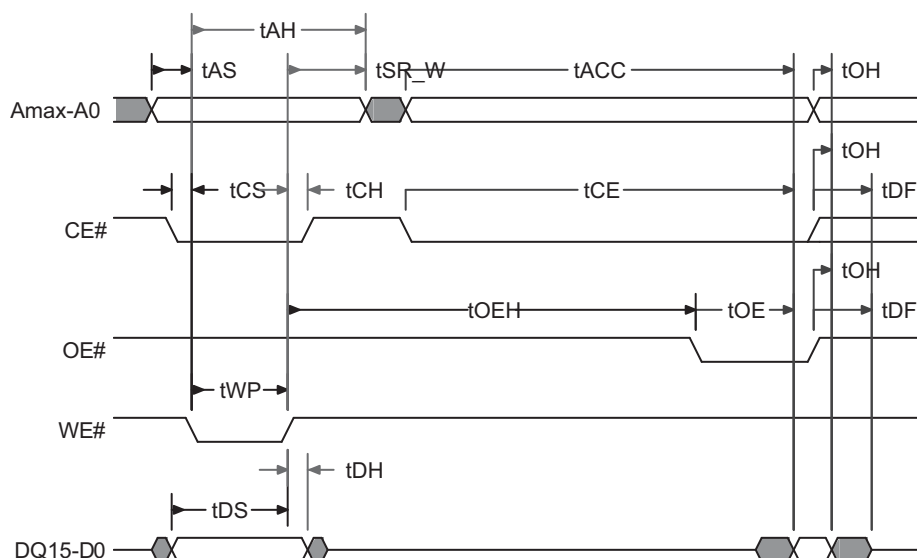 tAH
tAS tSR_W tACC tOH
Amax-A0
tOH
tCS tCH tCE tDF
CE#
tOH
tOEH tOE tDF
OE#
tWP
WE#
tDH
tDS
DQ15-D0